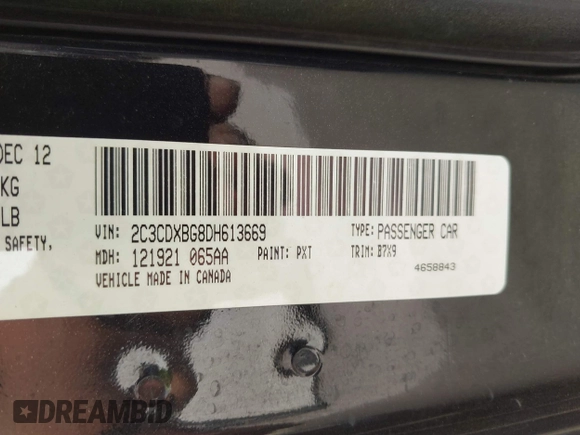 DEC 12
KG
LB
SAFETY,
VIN: 2C3CDXBG8DH613669 TYPE: PASSENGER CAR
MDH: 121921 065AA PAINT: PXT TRIM: B7X9
VEHICLE MADE IN CANADA 4658843
DREAMBID